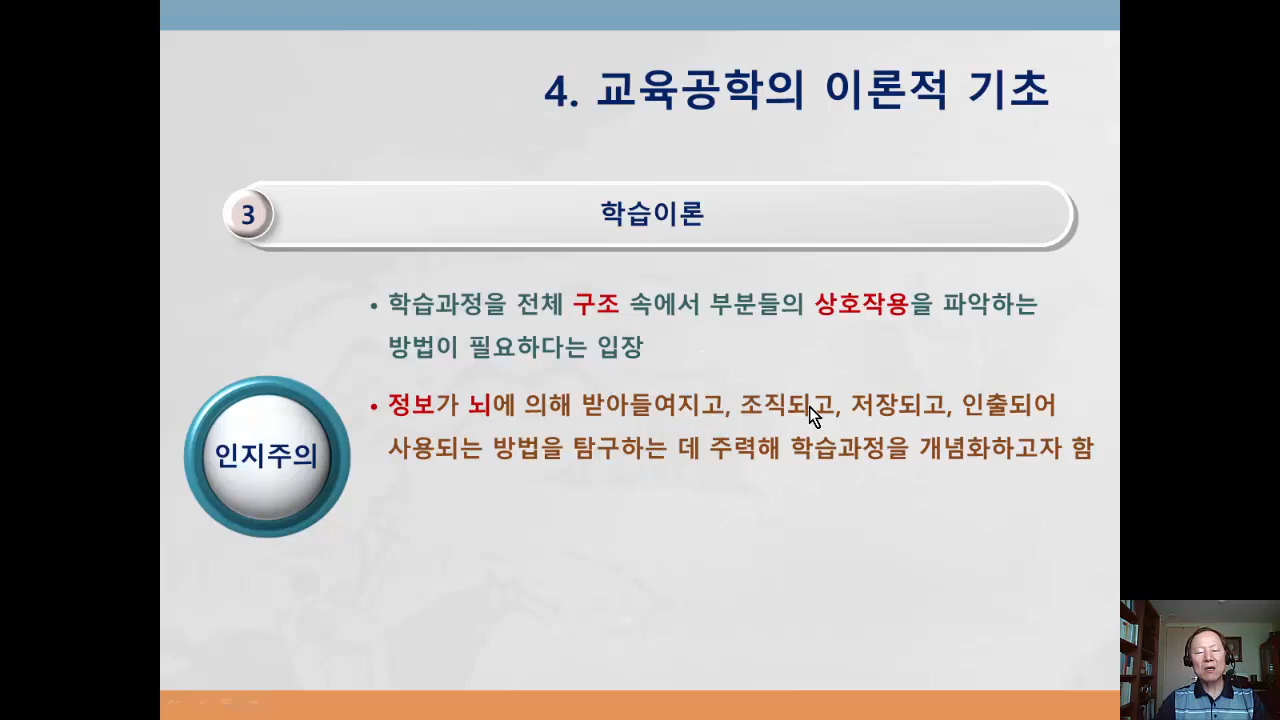 4. 교육공학의 이론적 기초
3
학습이론
• 학습과정을 전체 구조 속에서 부분들의 상호작용을 파악하는
방법이 필요하다는 입장
인지주의
• 정보가 뇌에 의해 받아들여지고, 조직되고, 저장되고, 인출되어
사용되는 방법을 탐구하는 데 주력해 학습과정을 개념화하고자 함